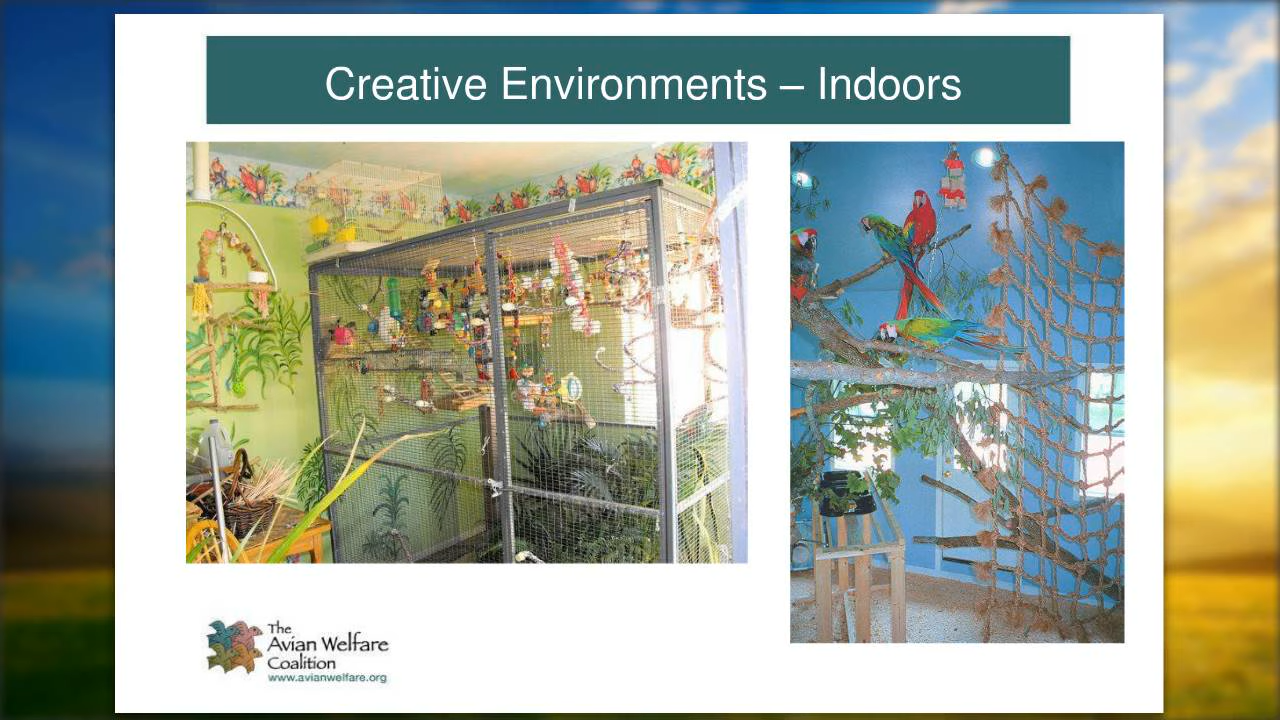 Creative Environments – Indoors
The
Avian Welfare
Coalition
www.avianwelfare.org